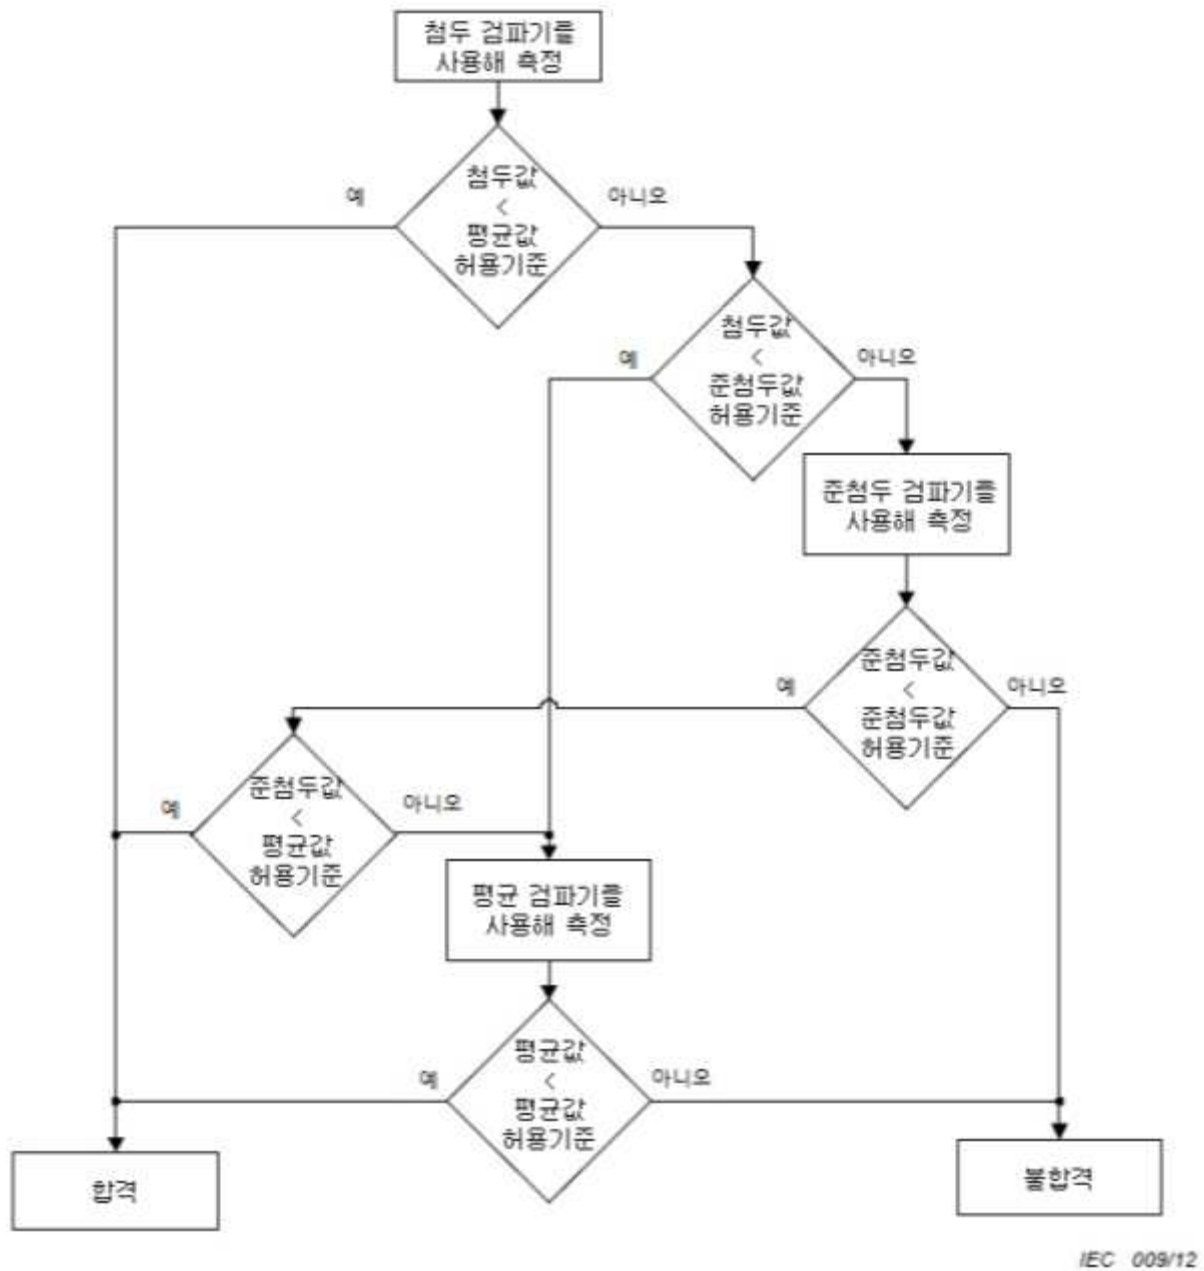 첨두 검파기를
사용해 측정
첨두값
<
평균값
허용기준
예
아니오
첨두값
<
준첨두값
허용기준
예
아니오
준첨두 검파기를
사용해 측정
준첨두값
<
준첨두값
허용기준
예
아니오
준첨두값
<
평균값
허용기준
예
아니오
평균 검파기를
사용해 측정
평균값
<
평균값
허용기준
예
아니오
합격
불합격
IEC 009/12